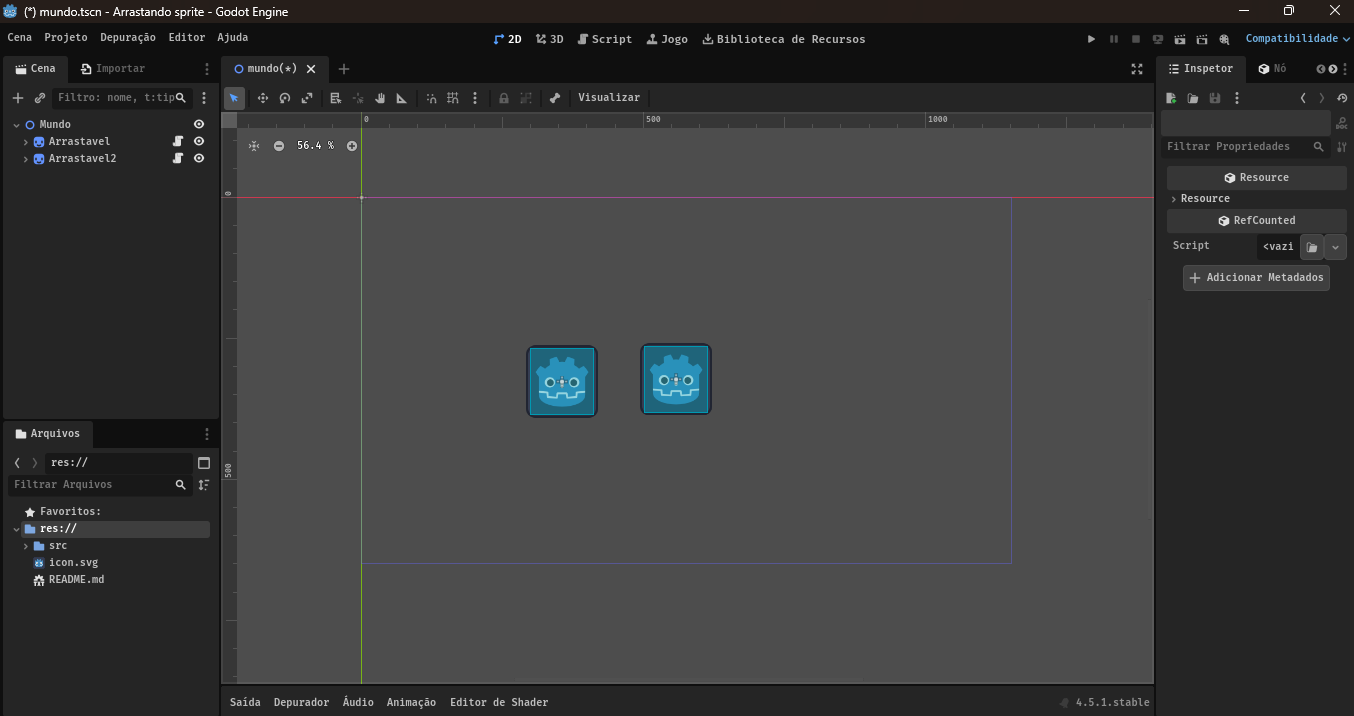 (*) mundo.tscn - Arrastando sprite - Godot Engine
Cena Projeto Depuração Editor Ajuda
2D 3D Script Jogo Biblioteca de Recursos
Compatibilidade
Cena Importar
mundo(*)
Inspetor Nó
Filtro: nome, t:tip
Visualizar
Mundo
Arrastavel
Arrastavel2
0 500 1000
56.4 %
0
500
Filtrar Propriedades
Resource
Resource
RefCounted
Script <vazi
Adicionar Metadados
Arquivos
res://
Filtrar Arquivos
Favoritos:
res://
src
icon.svg
README.md
Saída Depurador Áudio Animação Editor de Shader
4.5.1.stable